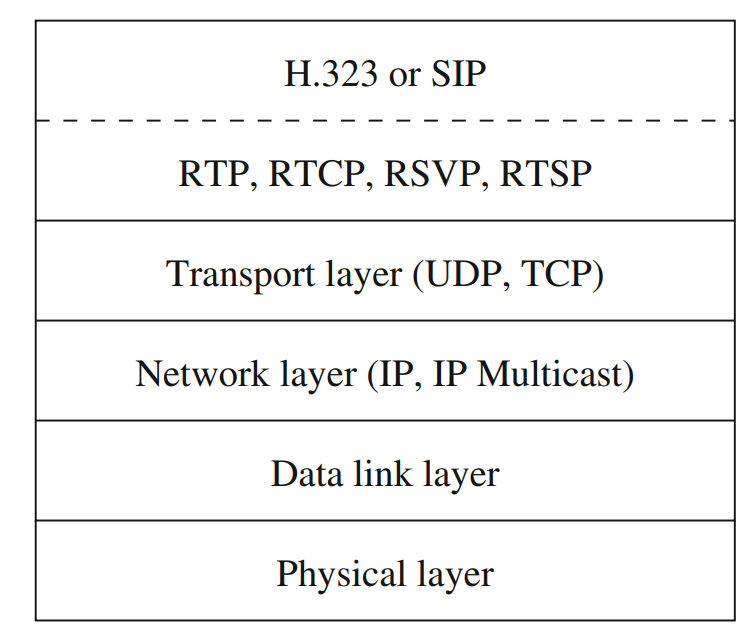 H.323 or SIP
RTP, RTCP, RSVP, RTSP
Transport layer (UDP, TCP)
Network layer (IP, IP Multicast)
Data link layer
Physical layer